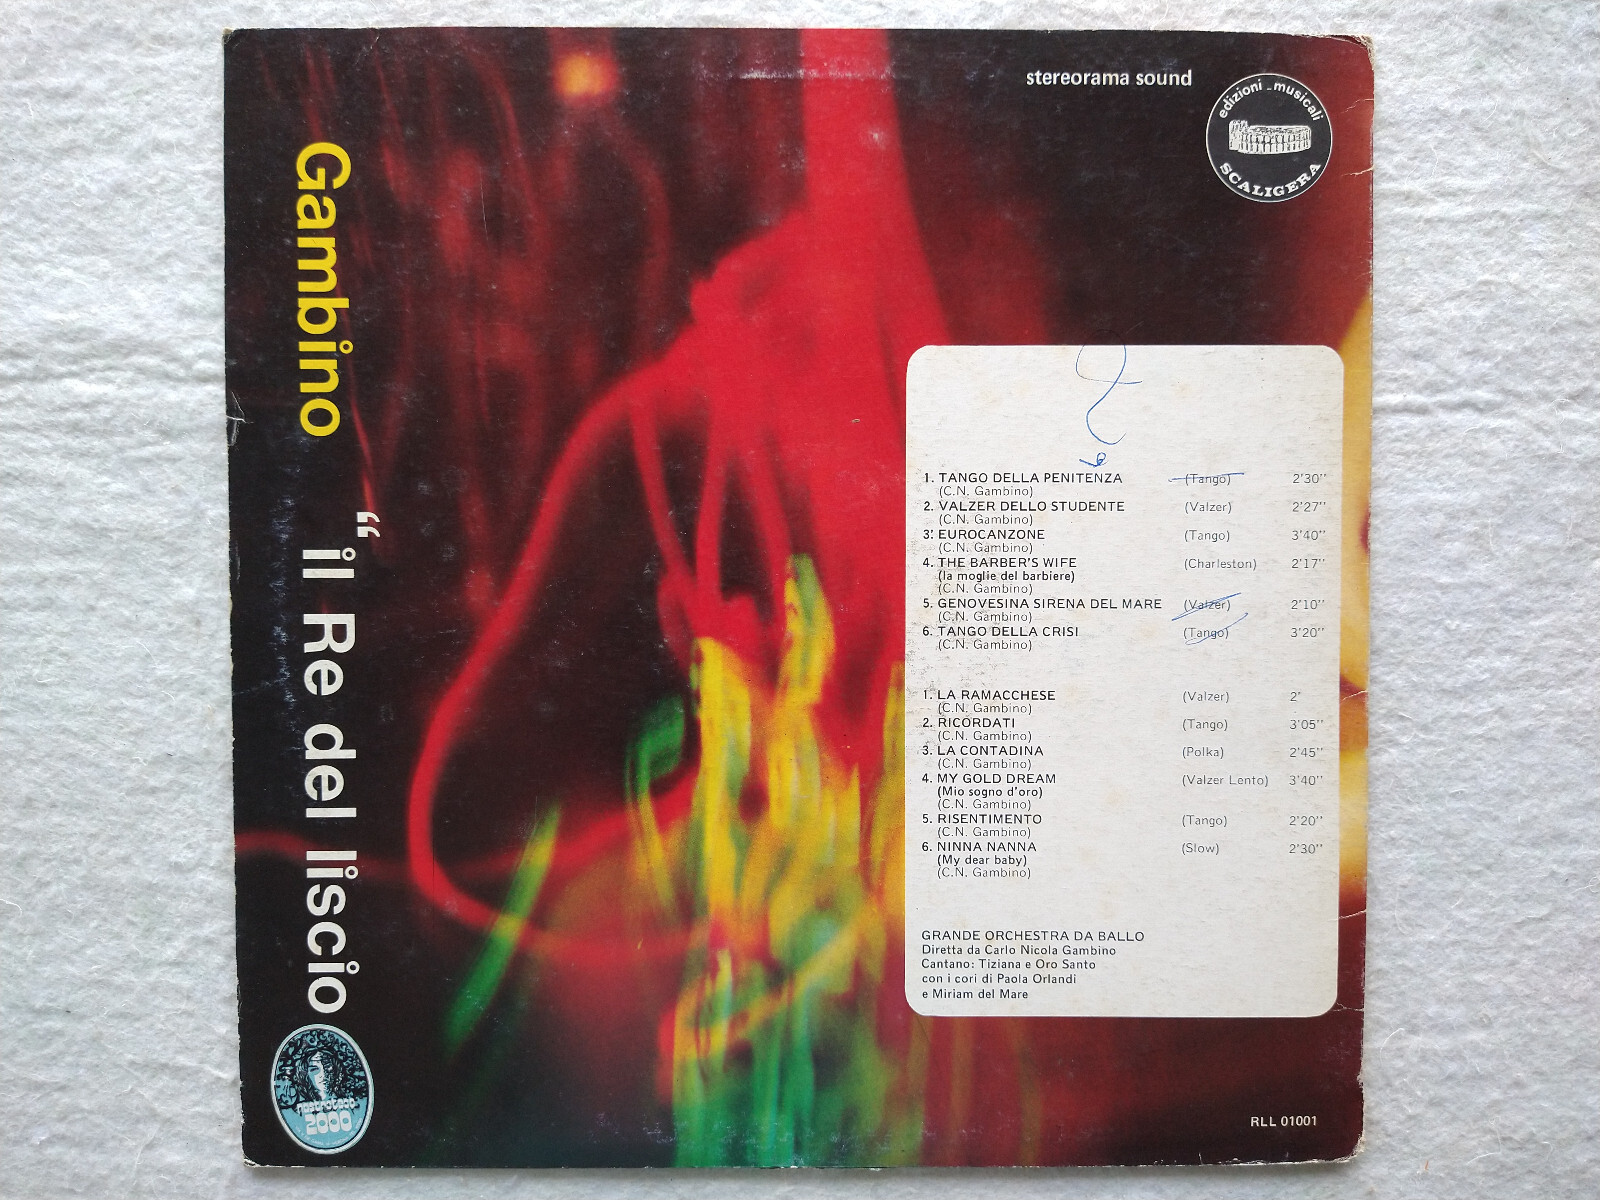 stereorama sound
edizioni - musicali
SCALIGERA
Gambino
“ il Re del liscio
1. TANGO DELLA PENITENZA (Tango) 2'30''
(C.N. Gambino)
2. VALZER DELLO STUDENTE (Valzer) 2'27''
(C.N. Gambino)
3. EUROCANZONE (Tango) 3'40''
(C.N. Gambino)
4. THE BARBER'S WIFE (Charleston) 2'17''
(la moglie del barbiere)
(C.N. Gambino)
5. GENOVESINA SIRENA DEL MARE (Valzer) 2'10''
(C.N. Gambino)
6. TANGO DELLA CRISI (Tango) 3'20''
(C.N. Gambino)
1. LA RAMACCHESE (Valzer) 2'
(C.N. Gambino)
2. RICORDATI (Tango) 3'05''
(C.N. Gambino)
3. LA CONTADINA (Polka) 2'45''
(C.N. Gambino)
4. MY GOLD DREAM (Valzer Lento) 3'40''
(Mio sogno d'oro)
(C.N. Gambino)
5. RISENTIMENTO (Tango) 2'20''
(C.N. Gambino)
6. NINNA NANNA (Slow) 2'30''
(My dear baby)
(C.N. Gambino)
GRANDE ORCHESTRA DA BALLO
Diretta da Carlo Nicola Gambino
Cantano: Tiziana e Oro Santo
con i cori di Paola Orlandi
e Miriam del Mare
2000
RLL 01001